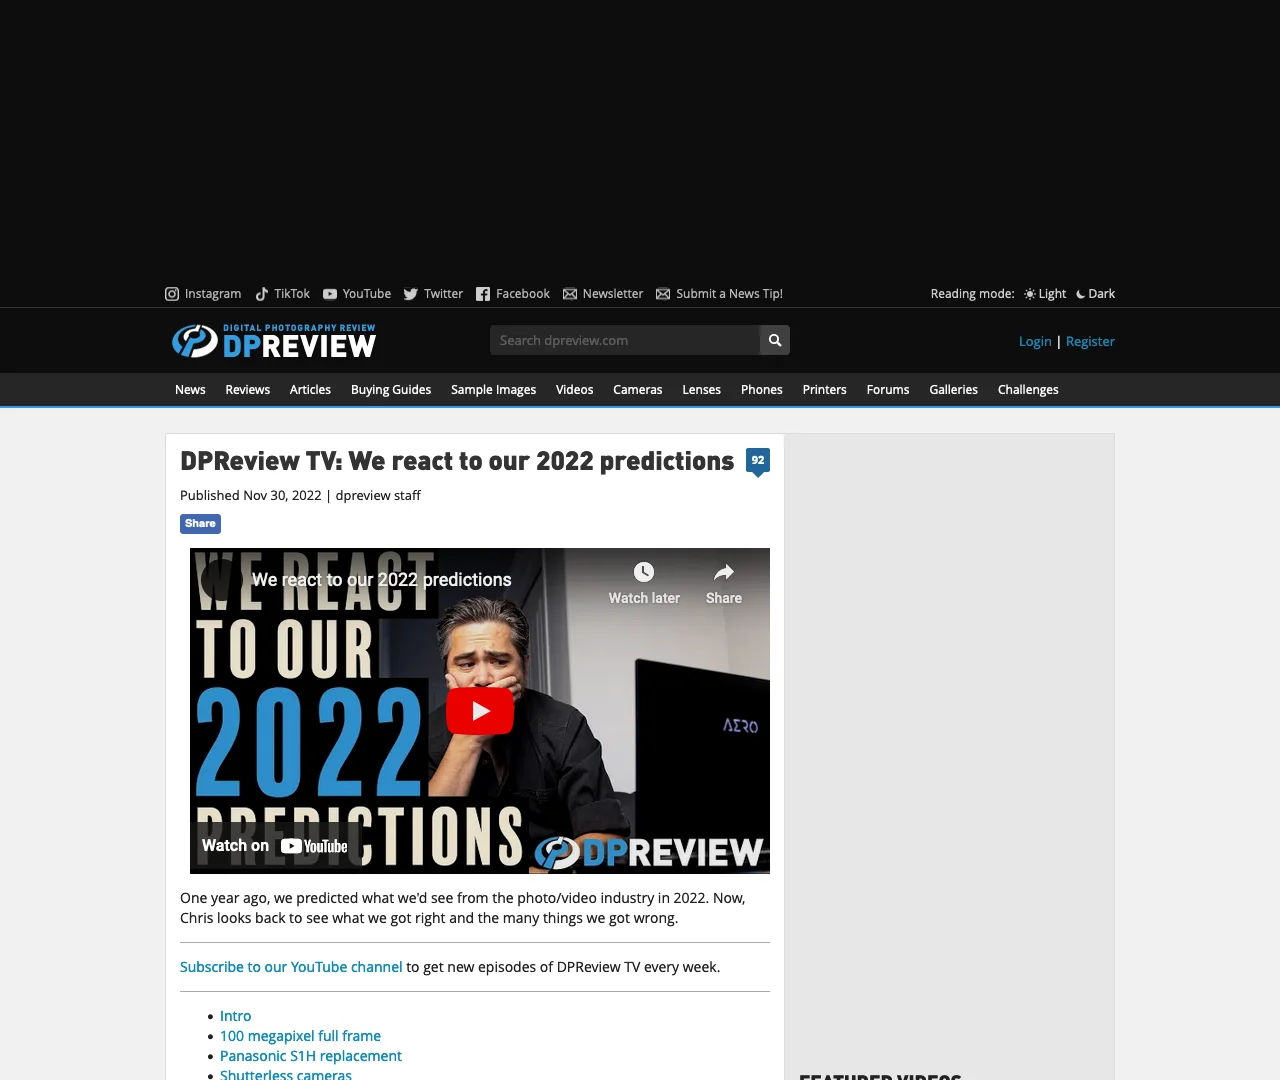 Instagram TikTok YouTube Twitter Facebook Newsletter Submit a News Tip! Reading mode: Light Dark
DIGITAL PHOTOGRAPHY REVIEW
DPREVIEW
Search dpreview.com
Login | Register
News Reviews Articles Buying Guides Sample Images Videos Cameras Lenses Phones Printers Forums Galleries Challenges
DPReview TV: We react to our 2022 predictions 92
Published Nov 30, 2022 | dpreview staff
Share
WE REACT
We react to our 2022 predictions
Watch later Share
TO OUR
2022
AERO
PREDICTIONS
Watch on YouTube
DPREVIEW
One year ago, we predicted what we'd see from the photo/video industry in 2022. Now,
Chris looks back to see what we got right and the many things we got wrong.
Subscribe to our YouTube channel to get new episodes of DPReview TV every week.
• Intro
• 100 megapixel full frame
• Panasonic S1H replacement
• Shutterless cameras
FEATURED VIDEOS